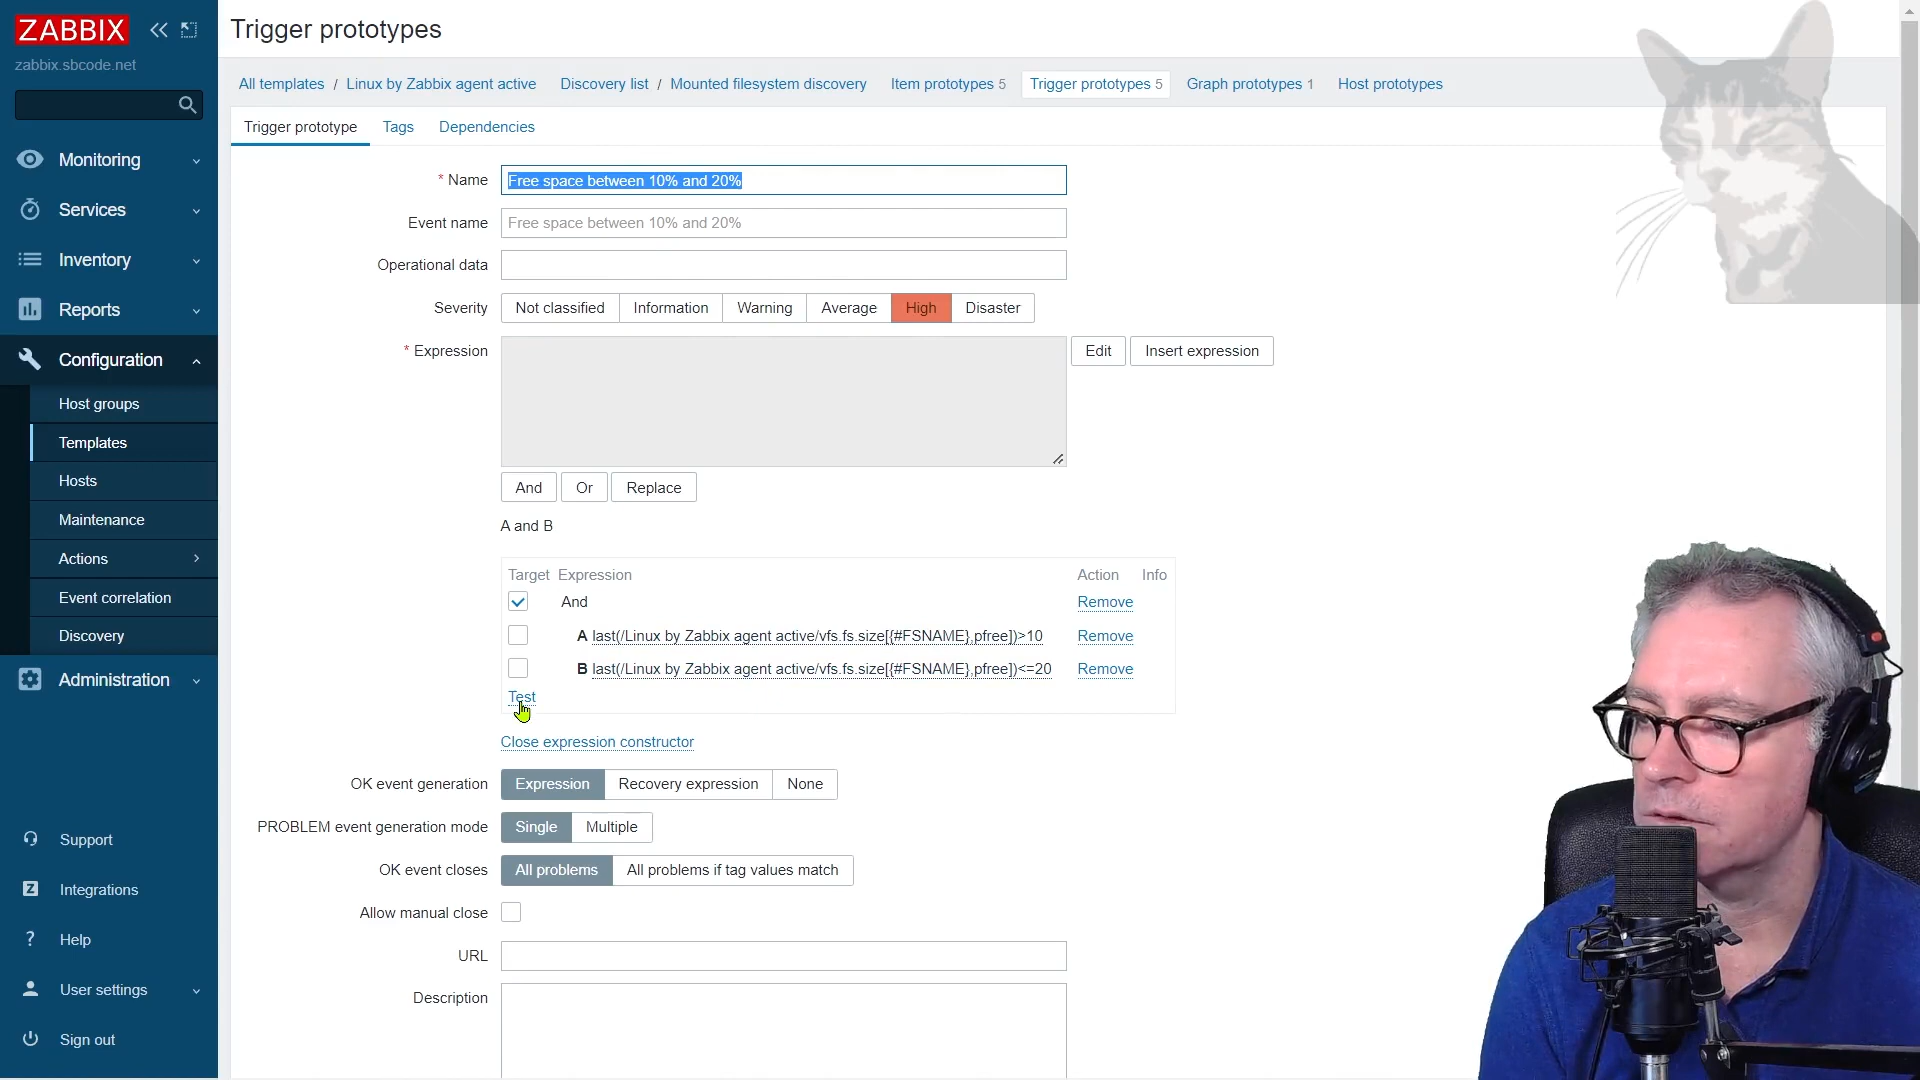 ZABBIX
zabbix.sbcode.net
Monitoring
Services
Inventory
Reports
Configuration
Host groups
Templates
Hosts
Maintenance
Actions
Event correlation
Discovery
Administration
Support
Integrations
Help
User settings
Sign out
Trigger prototypes
All templates / Linux by Zabbix agent active Discovery list / Mounted filesystem discovery Item prototypes 5 Trigger prototypes 5 Graph prototypes 1 Host prototypes
Trigger prototype Tags Dependencies
* Name Free space between 10% and 20%
Event name Free space between 10% and 20%
Operational data
Severity Not classified Information Warning Average High Disaster
* Expression Edit Insert expression
And Or Replace
A and B
Target Expression Action Info
And Remove
A last(/Linux by Zabbix agent active/vfs.fs.size[{#FSNAME},pfree])>10 Remove
B last(/Linux by Zabbix agent active/vfs.fs.size[{#FSNAME},pfree])<=20 Remove
Test
Close expression constructor
OK event generation Expression Recovery expression None
PROBLEM event generation mode Single Multiple
OK event closes All problems All problems if tag values match
Allow manual close
URL
Description